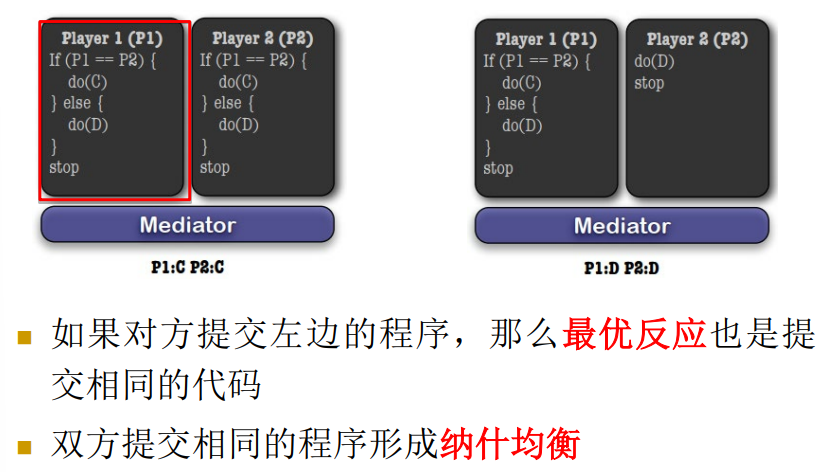 Player 1 (P1)
If (P1 == P2) {
do(C)
} else {
do(D)
}
stop
Player 2 (P2)
If (P1 == P2) {
do(C)
} else {
do(D)
}
stop
Mediator
P1:C P2:C
Player 1 (P1)
If (P1 == P2) {
do(C)
} else {
do(D)
}
stop
Player 2 (P2)
do(D)
stop
Mediator
P1:D P2:D
如果对方提交左边的程序，那么最优反应也是提
交相同的代码
双方提交相同的程序形成纳什均衡